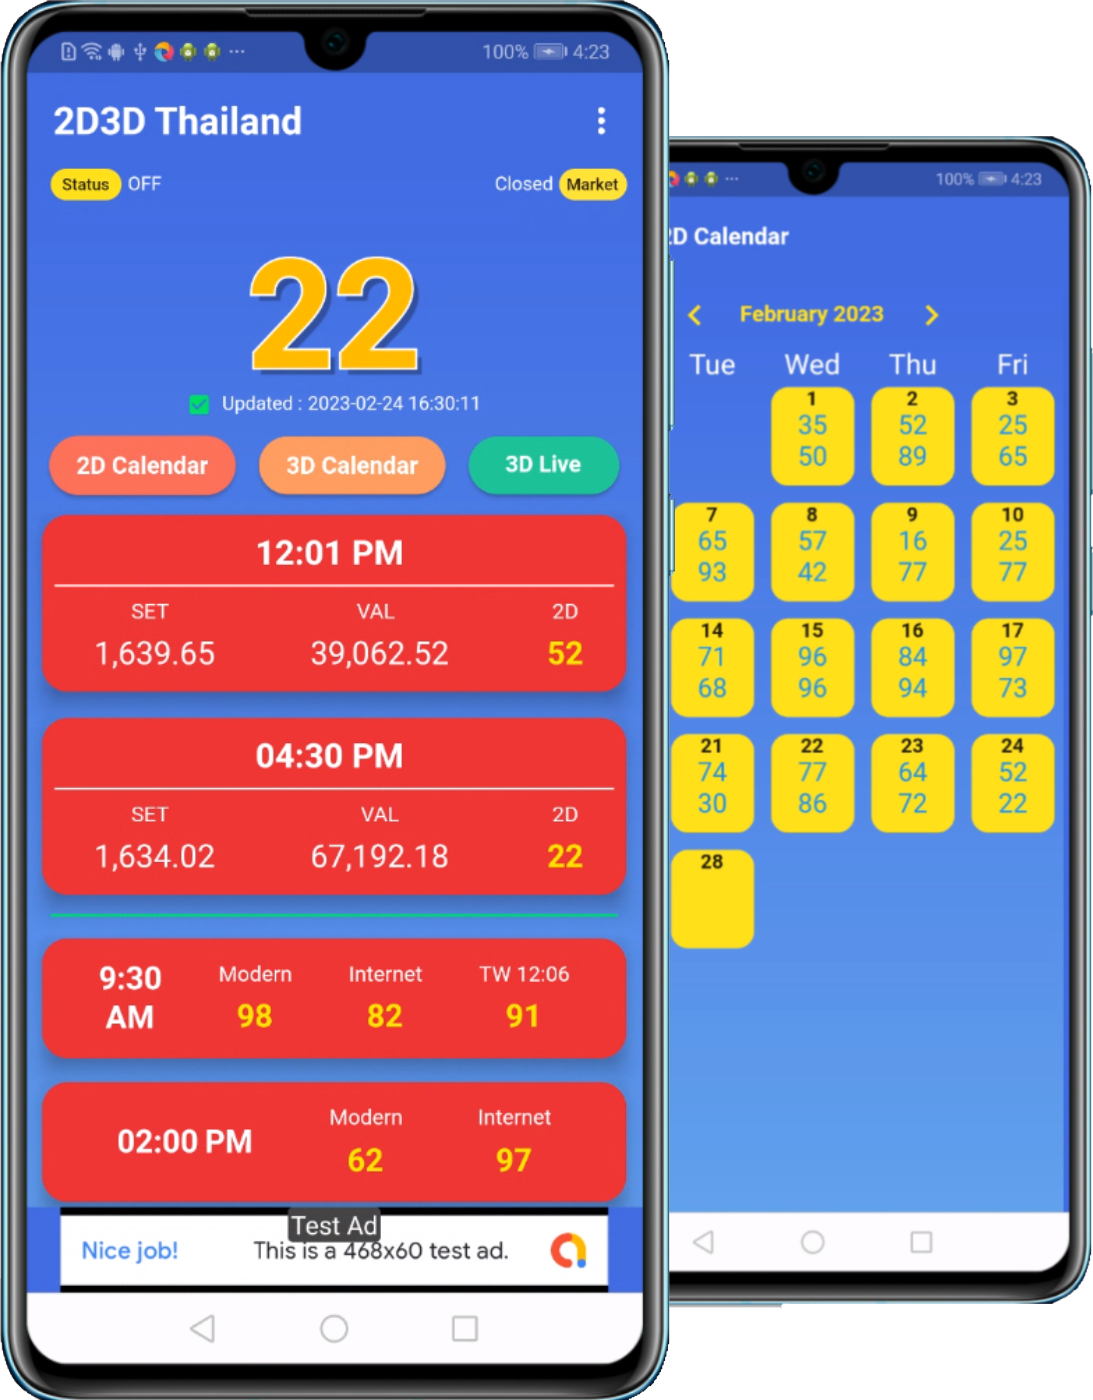 100% 4:23
2D3D Thailand
Status OFF
Closed Market
22
Updated : 2023-02-24 16:30:11
2D Calendar
3D Calendar
3D Live
12:01 PM
SET VAL 2D
1,639.65 39,062.52 52
04:30 PM
SET VAL 2D
1,634.02 67,192.18 22
9:30 AM
Modern Internet TW 12:06
98 82 91
02:00 PM
Modern Internet
62 97
Test Ad
Nice job! This is a 468x60 test ad.
100% 4:23
D Calendar
February 2023
Tue Wed Thu Fri
1 2 3
35 52 25
50 89 65
7 8 9 10
65 57 16 25
93 42 77 77
14 15 16 17
71 96 84 97
68 96 94 73
21 22 23 24
74 77 64 52
30 86 72 22
28